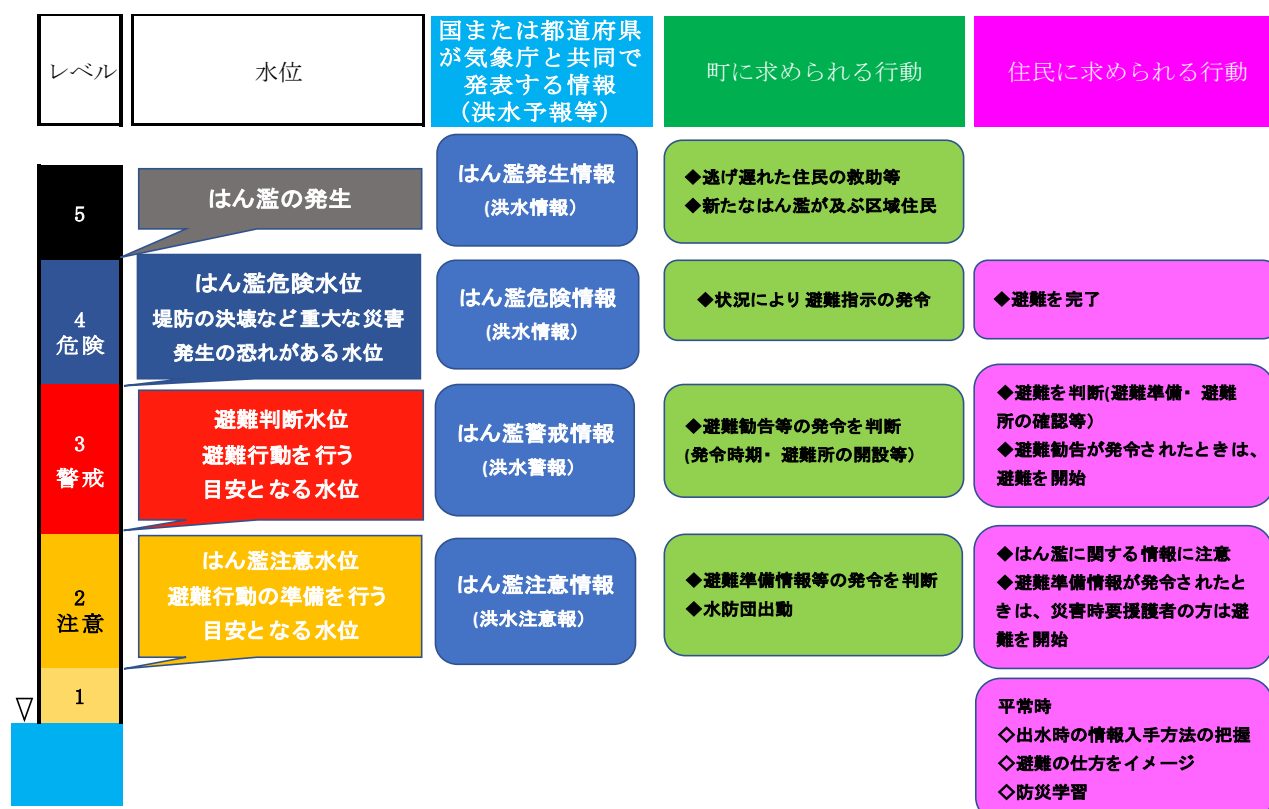 レベル
水位
国または都道府県
が気象庁と共同で
発表する情報
（洪水予報等）
町に求められる行動
住民に求められる行動
5
はん濫の発生
はん濫発生情報
(洪水情報）
◆逃げ遅れた住民の救助等
◆新たなはん濫が及ぶ区域住民
4
危険
はん濫危険水位
堤防の決壊など重大な災害
発生の恐れがある水位
はん濫危険情報
(洪水情報）
◆状況により避難指示の発令
◆避難を完了
3
警戒
避難判断水位
避難行動を行う
目安となる水位
はん濫警戒情報
(洪水警報）
◆避難勧告等の発令を判断
(発令時期・避難所の開設等）
◆避難を判断(避難準備・避難
所の確認等）
◆避難勧告が発令されたときは、
避難を開始
2
注意
はん濫注意水位
避難行動の準備を行う
目安となる水位
はん濫注意情報
(洪水注意報）
◆避難準備情報等の発令を判断
◆水防団出動
◆はん濫に関する情報に注意
◆避難準備情報が発令されたと
きは、災害時要援護者の方は避
難を開始
1
▽
平常時
◇出水時の情報入手方法の把握
◇避難の仕方をイメージ
◇防災学習